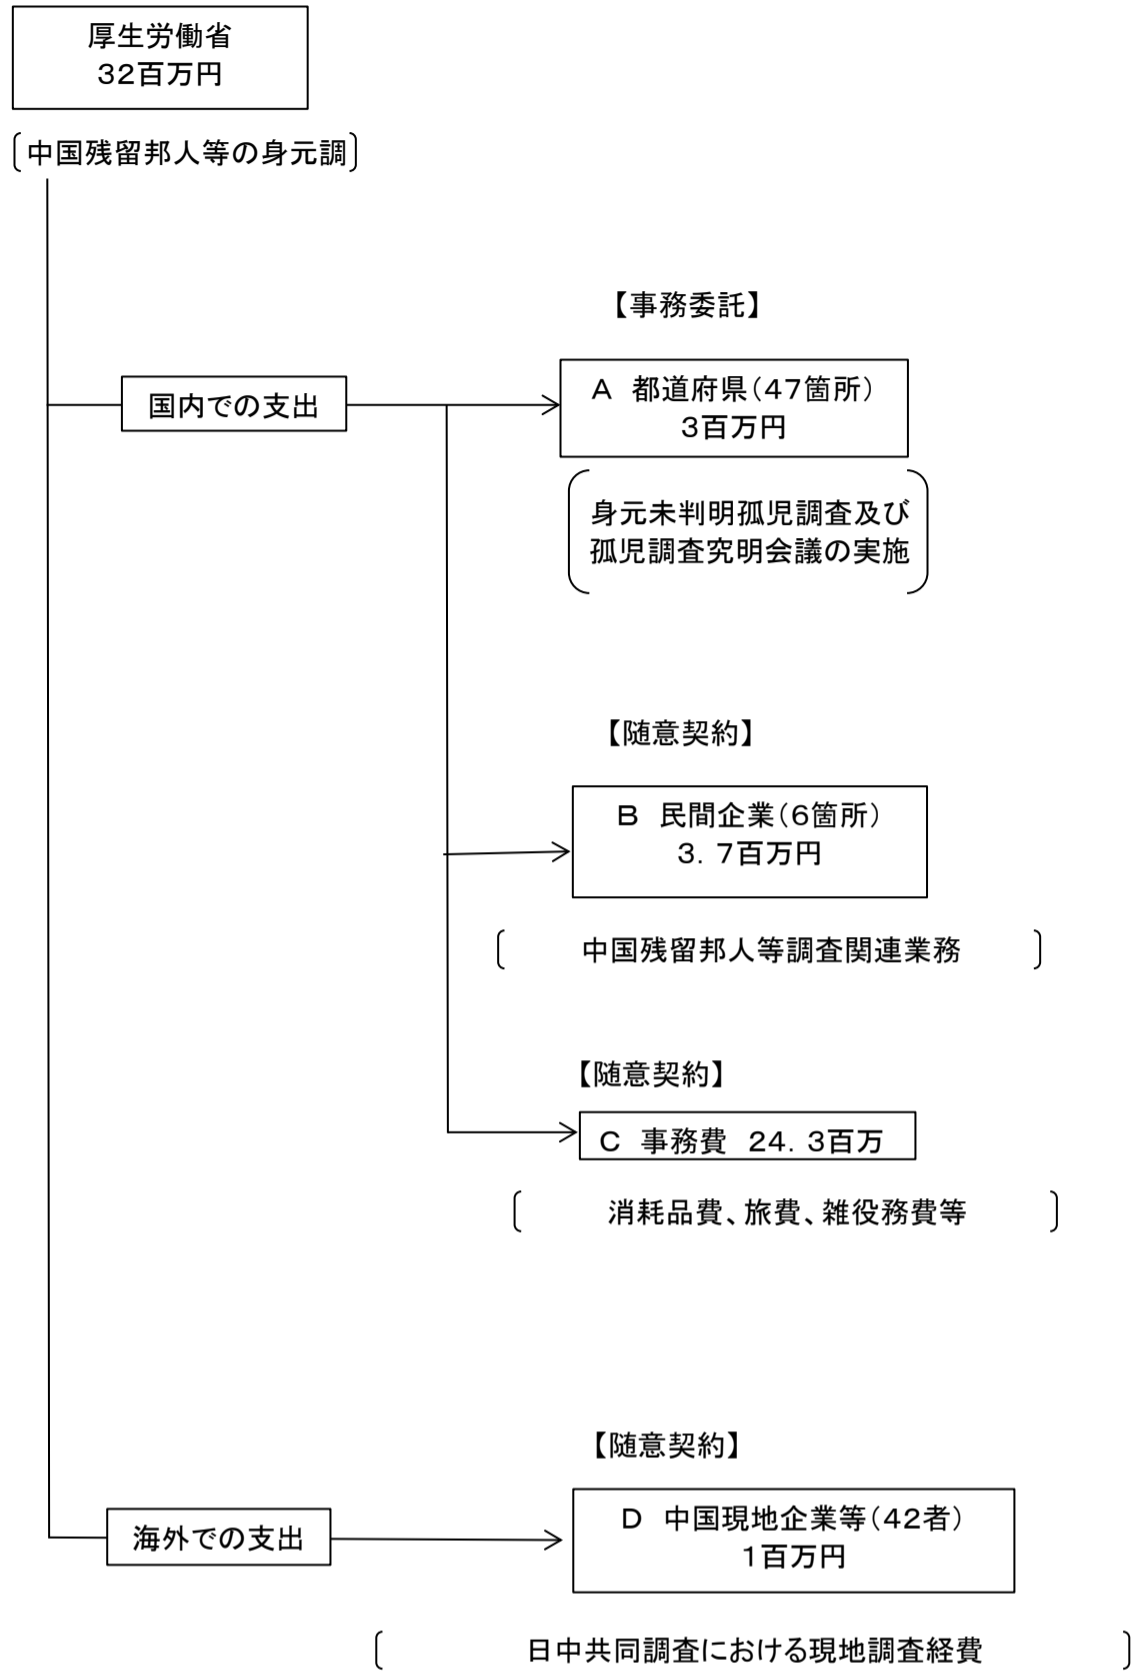 厚生労働省
32百万円
〔中国残留邦人等の身元調〕
【事務委託】
国内での支出
A　都道府県（47箇所）
3百万円
身元未判明孤児調査及び
孤児調査究明会議の実施
【随意契約】
B　民間企業（6箇所）
3．7百万円
〔中国残留邦人等調査関連業務〕
【随意契約】
C　事務費　24．3百万
〔消耗品費、旅費、雑役務費等〕
【随意契約】
海外での支出
D　中国現地企業等（42者）
1百万円
〔日中共同調査における現地調査経費〕